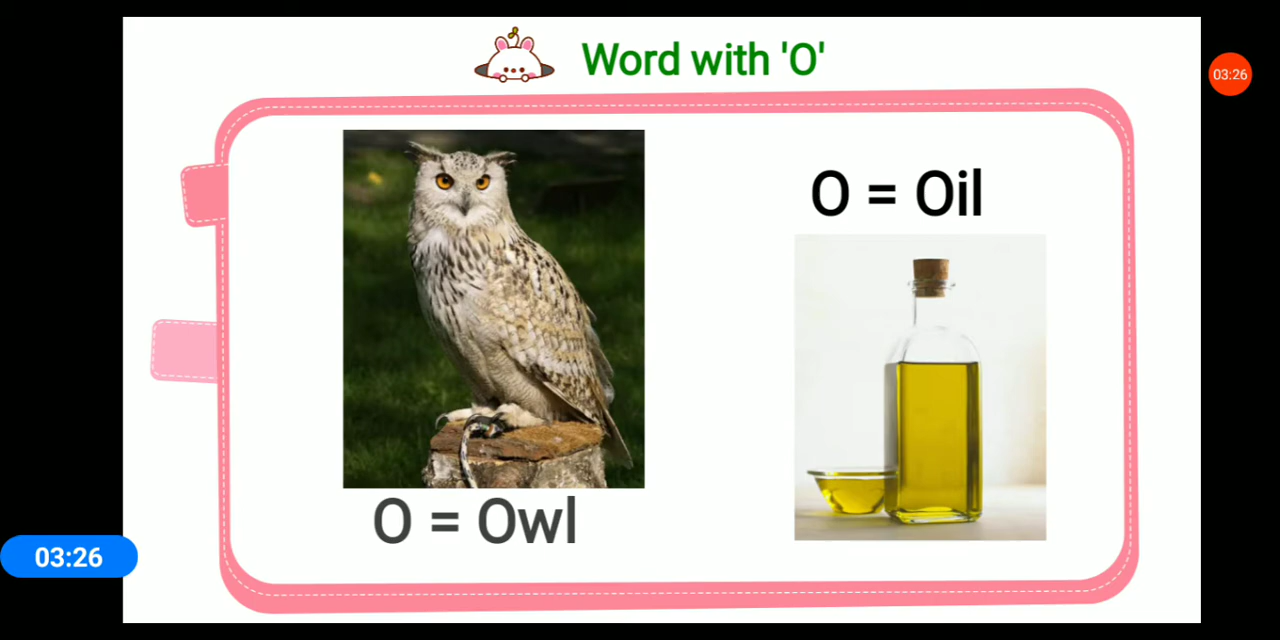 Word with 'O'
03:26
O = Oil
O = Owl
03:26